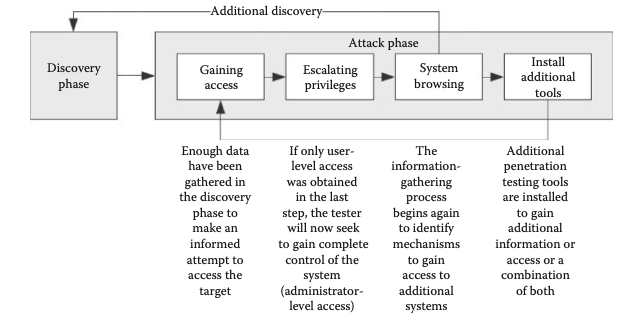 Additional discovery
Attack phase
Discovery
phase
Gaining
access
Escalating
privileges
System
browsing
Install
additional
tools
Enough data
have been
gathered in
the discovery
phase to
make an
informed
attempt to
access the
target
If only user-
level access
was obtained
in the last
step, the tester
will now seek
to gain complete
control of the
system
(administrator-
level access)
The
information-
gathering
process
begins again
to identify
mechanisms
to gain
access to
additional
systems
Additional
penetration
testing tools
are installed
to gain
additional
information or
access or a
combination
of both